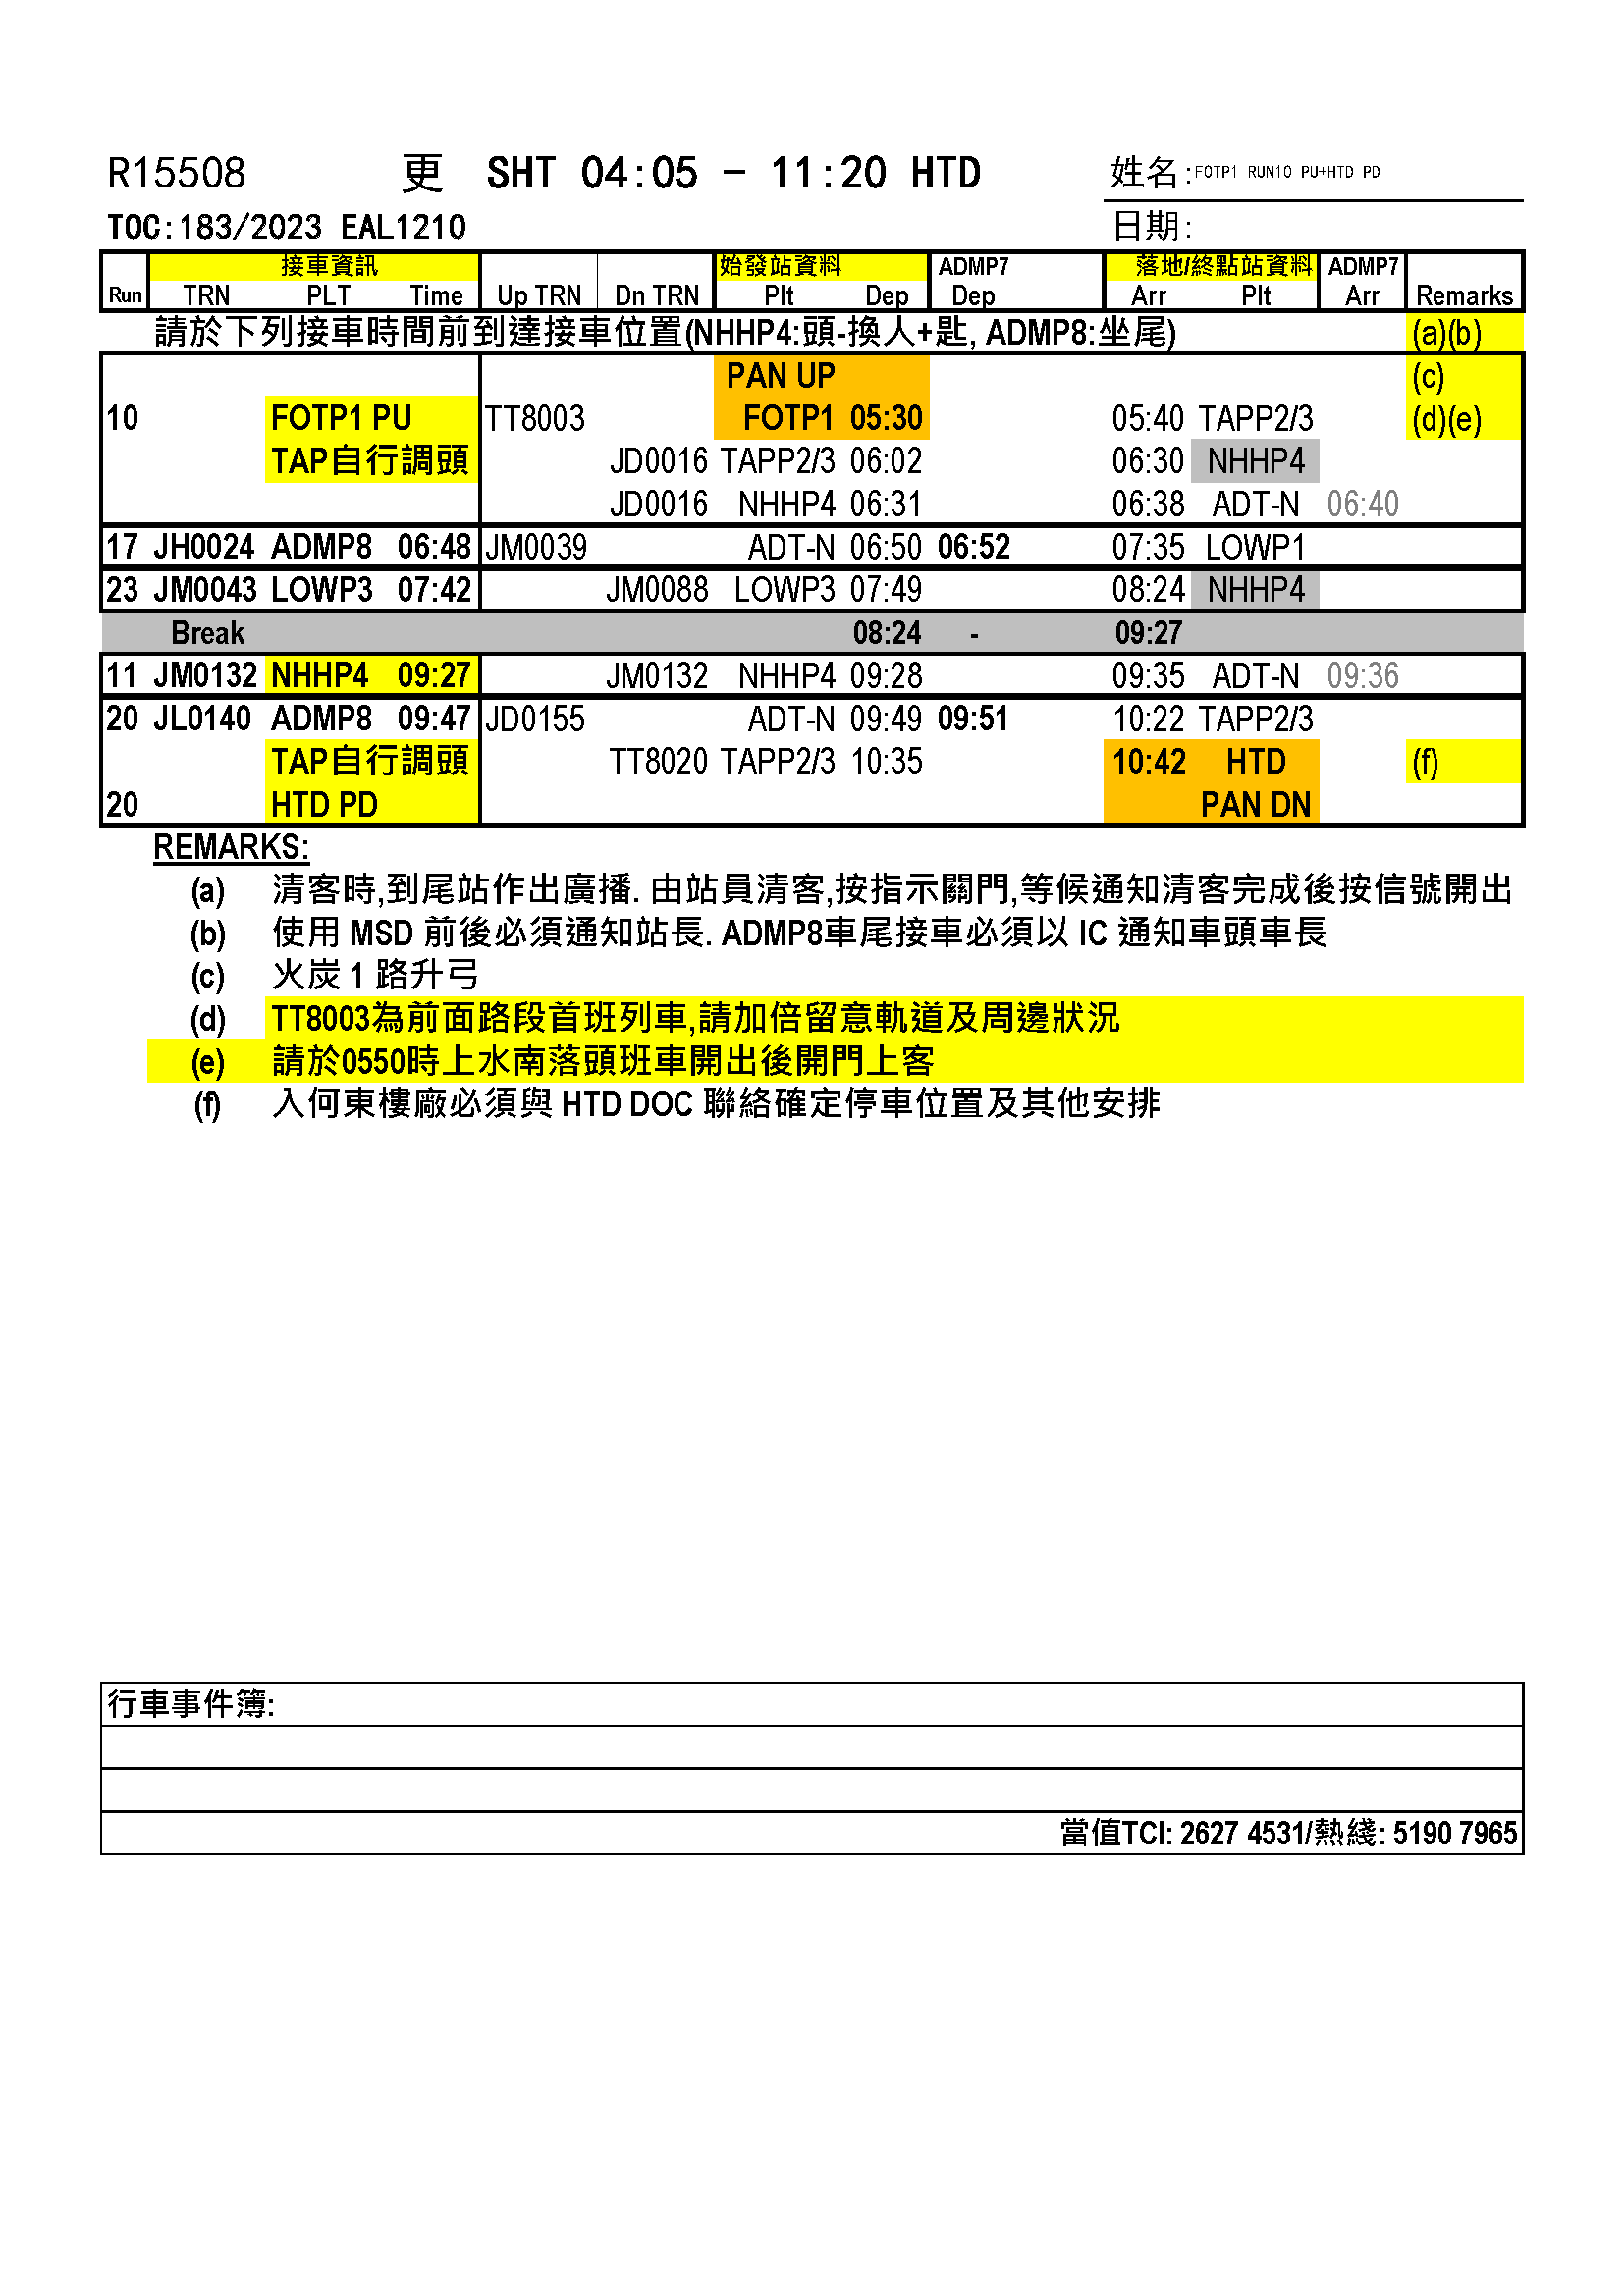 R15508 更 SHT 04:05 - 11:20 HTD 姓名:FOTP1 RUN10 PU+HTD PD
TOC:183/2023 EAL1210 日期:
接車資訊 始發站資料 ADMP7 落地/終點站資料 ADMP7
Run TRN PLT Time Up TRN Dn TRN Plt Dep Dep Arr Plt Arr Remarks
請於下列接車時間前到達接車位置(NHHP4:頭-換人+匙, ADMP8:坐尾) (a)(b)
PAN UP (c)
10 FOTP1 PU TT8003 FOTP1 05:30 05:40 TAPP2/3 (d)(e)
TAP自行調頭 JD0016 TAPP2/3 06:02 06:30 NHHP4
JD0016 NHHP4 06:31 06:38 ADT-N 06:40
17 JH0024 ADMP8 06:48 JM0039 ADT-N 06:50 06:52 07:35 LOWP1
23 JM0043 LOWP3 07:42 JM0088 LOWP3 07:49 08:24 NHHP4
Break 08:24 - 09:27
11 JM0132 NHHP4 09:27 JM0132 NHHP4 09:28 09:35 ADT-N 09:36
20 JL0140 ADMP8 09:47 JD0155 ADT-N 09:49 09:51 10:22 TAPP2/3
TAP自行調頭 TT8020 TAPP2/3 10:35 10:42 HTD (f)
20 HTD PD PAN DN
REMARKS:
(a) 清客時,到尾站作出廣播. 由站員清客,按指示關門,等候通知清客完成後按信號開出
(b) 使用 MSD 前後必須通知站長. ADMP8車尾接車必須以 IC 通知車頭車長
(c) 火炭 1 路升弓
(d) TT8003為前面路段首班列車,請加倍留意軌道及周邊狀況
(e) 請於0550時上水南落頭班車開出後開門上客
(f) 入何東樓廠必須與 HTD DOC 聯絡確定停車位置及其他安排
行車事件簿:
當值TCI: 2627 4531/熱綫: 5190 7965